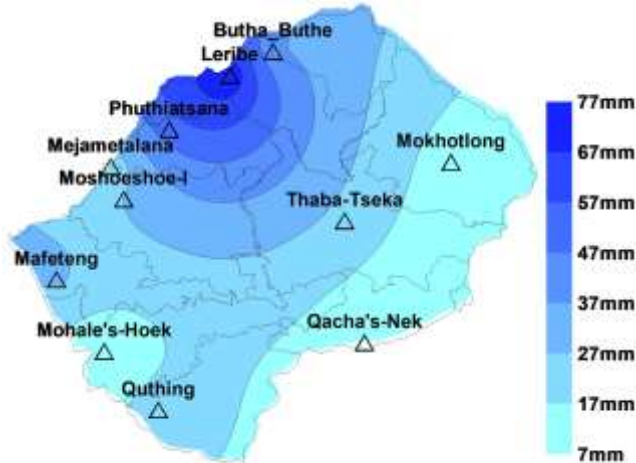 Butha_Buthe
Leribe
Phuthiatsana
Mejametalana
Moshoeshoe-I
Mokhotlong
Thaba-Tseka
Mafeteng
Mohale's-Hoek
Qacha's-Nek
Quthing
77mm
67mm
57mm
47mm
37mm
27mm
17mm
7mm